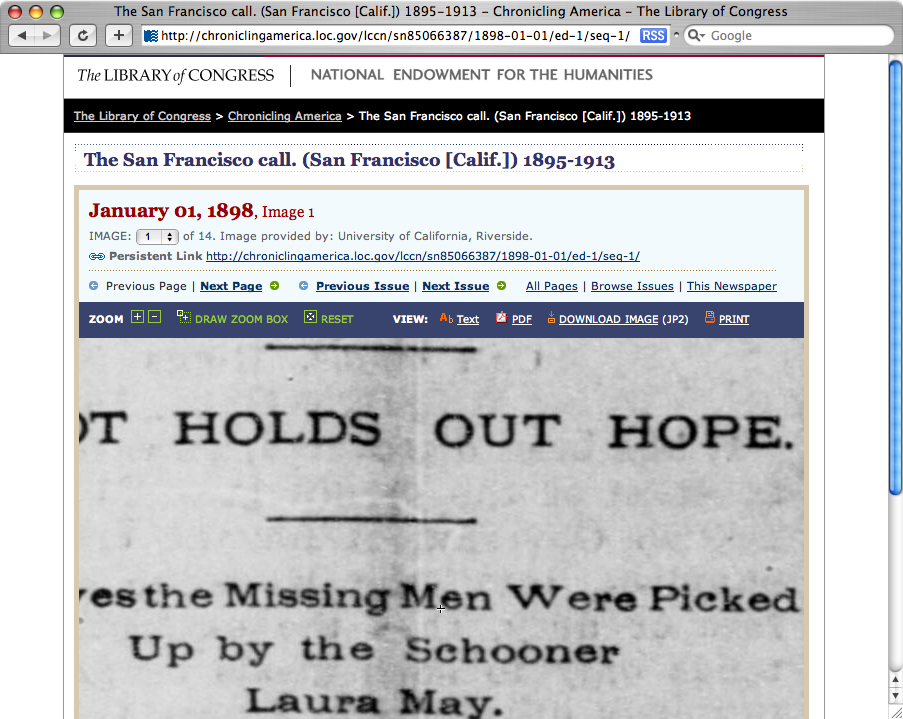 The San Francisco call. (San Francisco [Calif.]) 1895-1913 - Chronicling America - The Library of Congress
http://chroniclingamerica.loc.gov/lccn/sn85066387/1898-01-01/ed-1/seq-1/ RSS Google
The LIBRARY of CONGRESS NATIONAL ENDOWMENT FOR THE HUMANITIES
The Library of Congress > Chronicling America > The San Francisco call. (San Francisco [Calif.]) 1895-1913
The San Francisco call. (San Francisco [Calif.]) 1895-1913
January 01, 1898, Image 1
IMAGE: 1 of 14. Image provided by: University of California, Riverside.
Persistent Link http://chroniclingamerica.loc.gov/lccn/sn85066387/1898-01-01/ed-1/seq-1/
Previous Page | Next Page Previous Issue | Next Issue All Pages | Browse Issues | This Newspaper
ZOOM DRAW ZOOM BOX RESET VIEW: Text PDF DOWNLOAD IMAGE (JP2) PRINT
OT HOLDS OUT HOPE.
ves the Missing Men Were Picked
Up by the Schooner
Laura May.